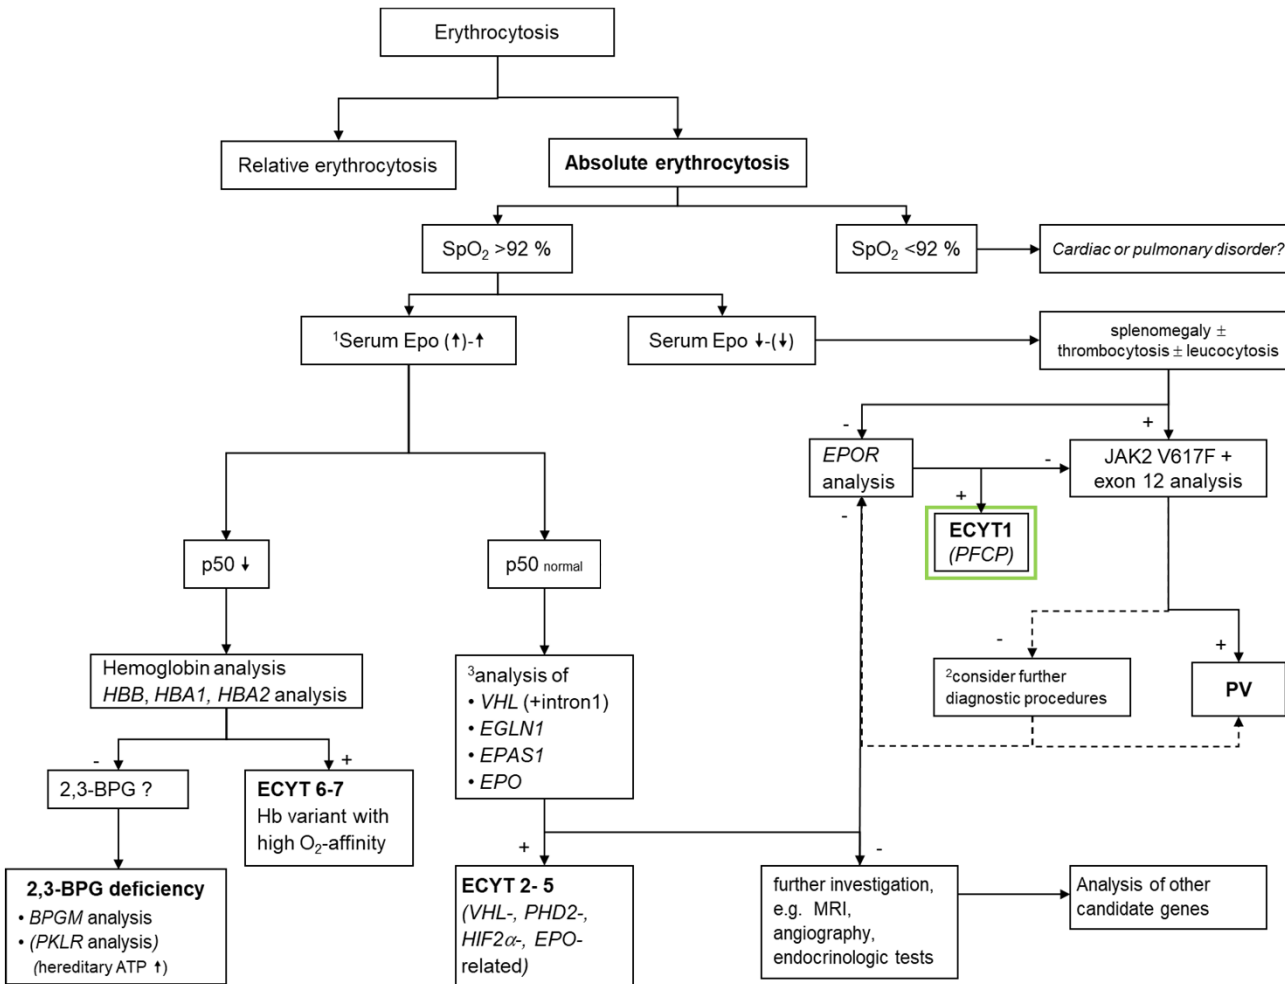 Erythrocytosis
Relative erythrocytosis
Absolute erythrocytosis
SpO₂ >92 %
SpO₂ <92 %
Cardiac or pulmonary disorder?
¹Serum Epo (↑)-↑
Serum Epo ↓-(↓)
splenomegaly ±
thrombocytosis ± leucocytosis
-
+
EPOR
analysis
-
JAK2 V617F +
exon 12 analysis
+
-
ECYT1
(PFCP)
p50 ↓
p50 normal
-
+
²consider further
diagnostic procedures
PV
Hemoglobin analysis
HBB, HBA1, HBA2 analysis
³analysis of
• VHL (+intron1)
• EGLN1
• EPAS1
• EPO
-
+
2,3-BPG ?
ECYT 6-7
Hb variant with
high O₂-affinity
+
-
2,3-BPG deficiency
• BPGM analysis
• (PKLR analysis)
(hereditary ATP ↑)
ECYT 2- 5
(VHL-, PHD2-,
HIF2α-, EPO-
related)
further investigation,
e.g. MRI,
angiography,
endocrinologic tests
Analysis of other
candidate genes